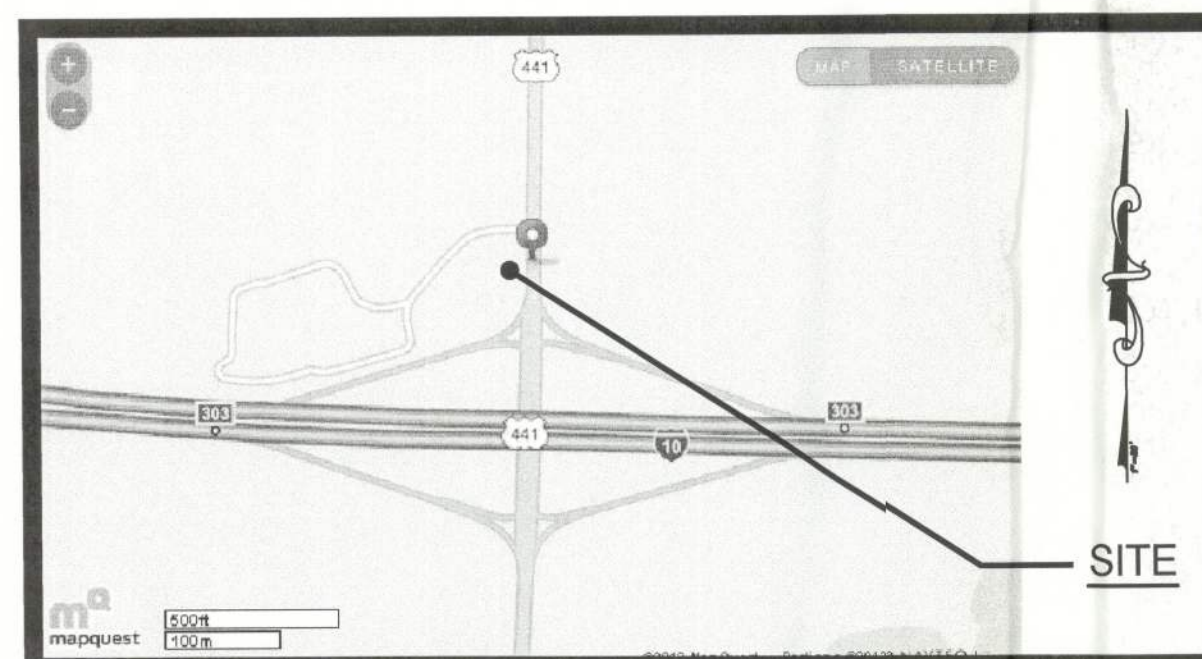 +
−
441
MAP SATELLITE
303
303
441
10
SITE
mapquest
500ft
100m